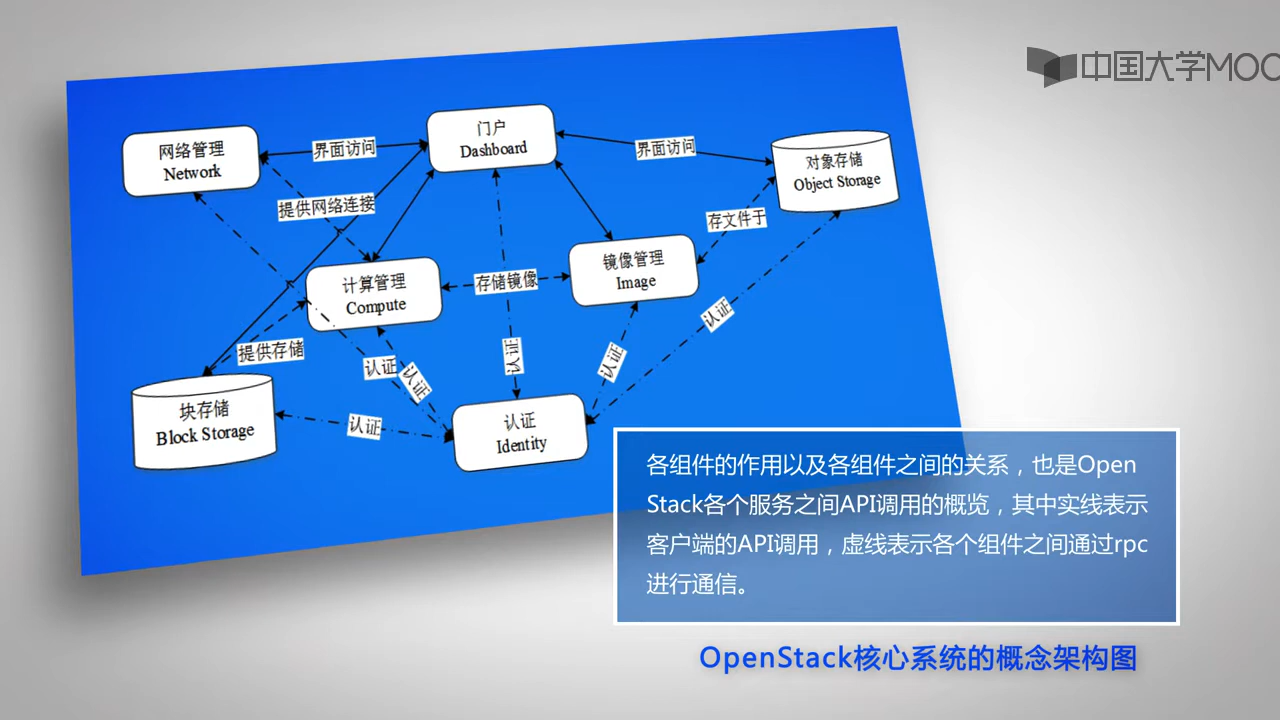 中国大学MOO
门户
Dashboard
网络管理
Network
界面访问
界面访问
对象存储
Object Storage
提供网络连接
存文件于
镜像管理
Image
计算管理
Compute
存储镜像
认证
提供存储
认证
认证
认证
认证
块存储
Block Storage
认证
认证
Identity
各组件的作用以及各组件之间的关系，也是Open
Stack各个服务之间API调用的概览，其中实线表示
客户端的API调用，虚线表示各个组件之间通过rpc
进行通信。
OpenStack核心系统的概念架构图